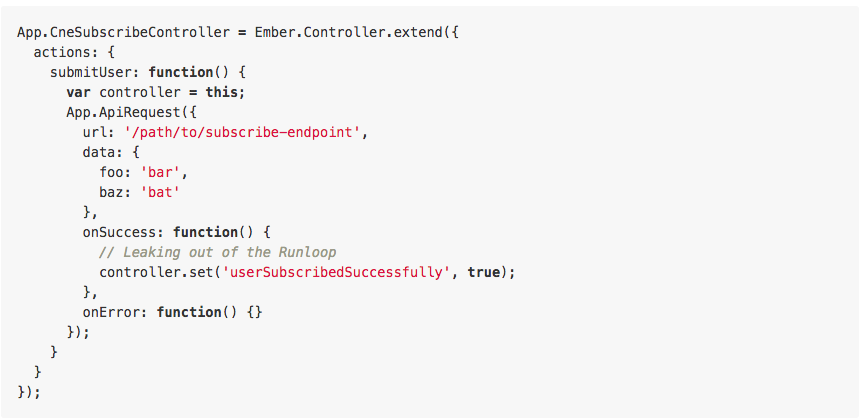 App.CneSubscribeController = Ember.Controller.extend({
  actions: {
    submitUser: function() {
      var controller = this;
      App.ApiRequest({
        url: '/path/to/subscribe-endpoint',
        data: {
          foo: 'bar',
          baz: 'bat'
        },
        onSuccess: function() {
          // Leaking out of the Runloop
          controller.set('userSubscribedSuccessfully', true);
        },
        onError: function() {}
      });
    }
  }
});